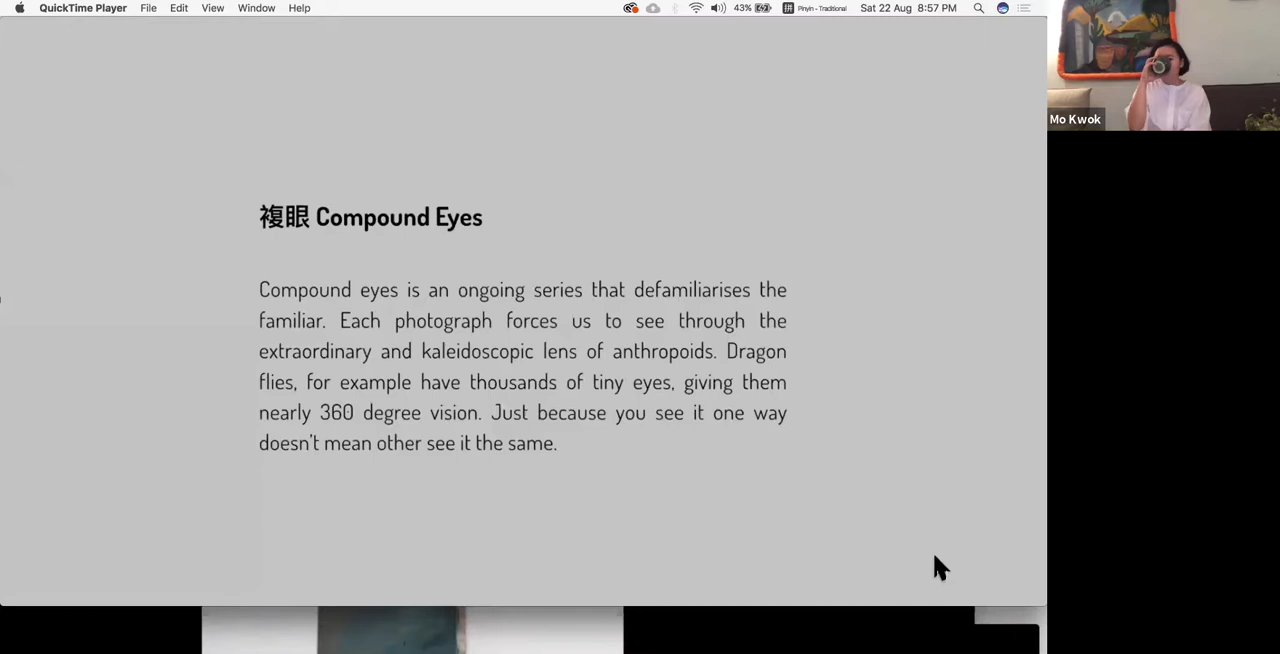 QuickTime Player File Edit View Window Help 43% Pinyin - Traditional Sat 22 Aug 8:57 PM
Mo Kwok
複眼 Compound Eyes
Compound eyes is an ongoing series that defamiliarises the
familiar. Each photograph forces us to see through the
extraordinary and kaleidoscopic lens of anthropoids. Dragon
flies, for example have thousands of tiny eyes, giving them
nearly 360 degree vision. Just because you see it one way
doesn't mean other see it the same.